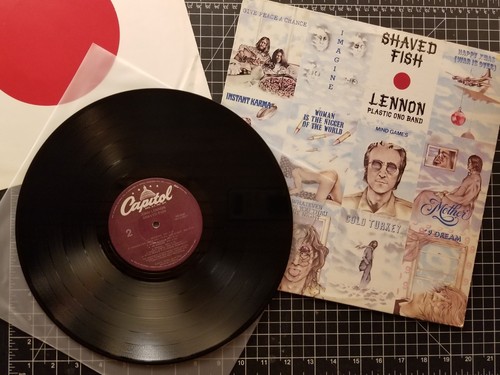 GIVE PEACE A CHANCE
IMAGINE
SHAVED
FISH
LENNON
PLASTIC ONO BAND
HAPPY XMAS
(WAR IS OVER)
INSTANT KARMA
WOMAN
IS THE NIGGER
OF THE WORLD
MIND GAMES
COLD TURKEY
Mother
#9 DREAM
Capitol
2